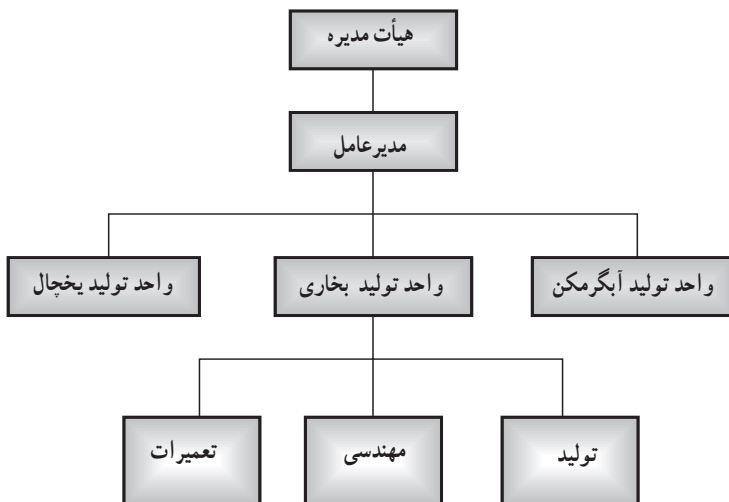 هیأت مدیره
مدیرعامل
واحد تولید آبگرمکن
واحد تولید بخاری
واحد تولید یخچال
تولید
مهندسی
تعمیرات